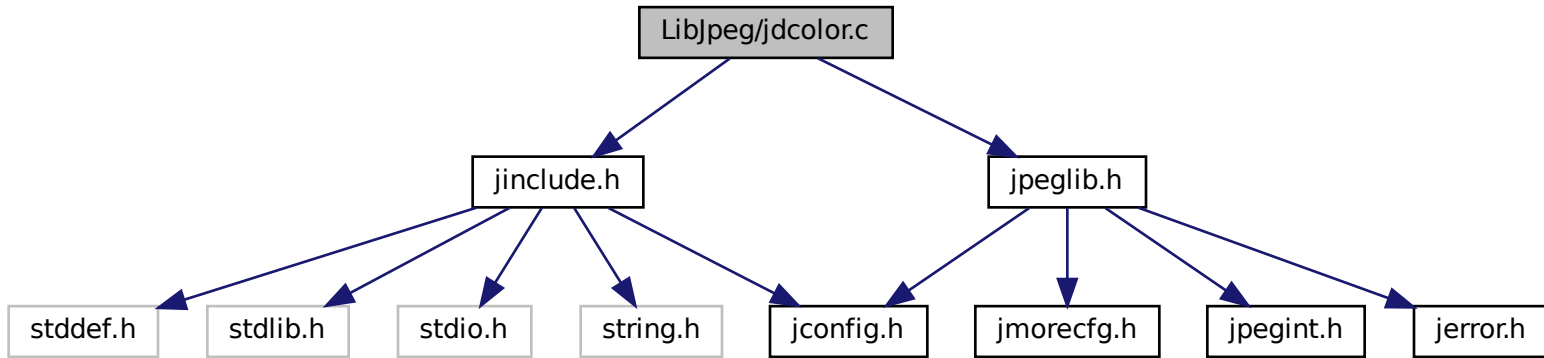 LibJpeg/jdcolor.c
jinclude.h
jpeglib.h
stddef.h
stdlib.h
stdio.h
string.h
jconfig.h
jmorecfg.h
jpegint.h
jerror.h